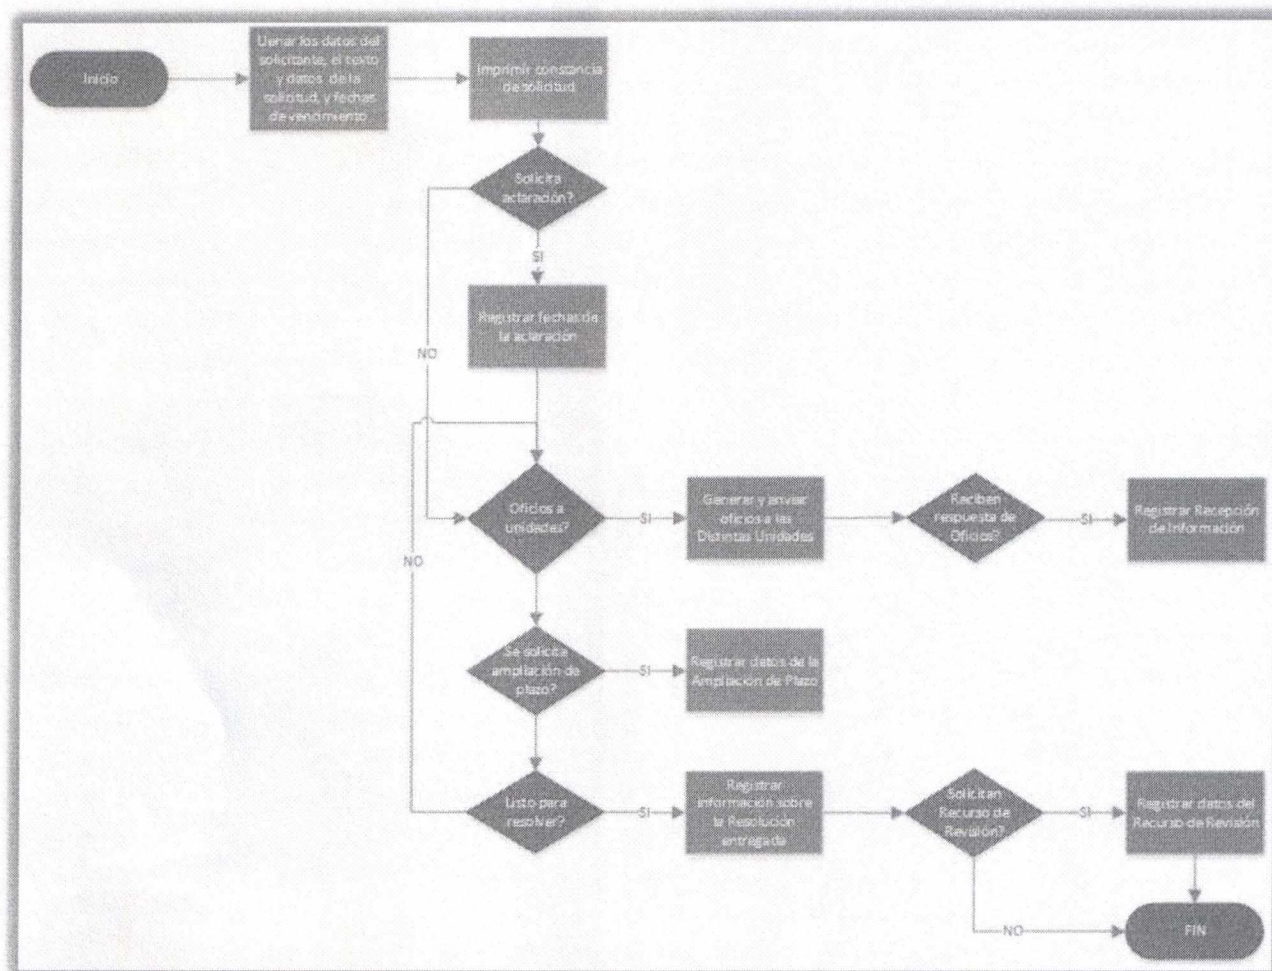 Inicio
Llenar los datos del
solicitante, el texto
y datos de la
solicitud, y fechas
de vencimiento
Imprimir constancia
de solicitud
Solicita
aclaración?
SI
NO
Registrar fechas de
la aclaración
Oficios a
unidades?
SI
Generar y enviar
oficios a las
Distintas Unidades
Reciben
respuesta de
Oficios?
SI
Registrar Recepción
de Información
NO
Se solicita
ampliación de
plazo?
SI
Registrar datos de la
Ampliación de Plazo
Listo para
resolver?
SI
Registrar
información sobre
la Resolución
entregada
Solicitan
Recurso de
Revisión?
SI
Registrar datos del
Recurso de Revisión
NO
FIN